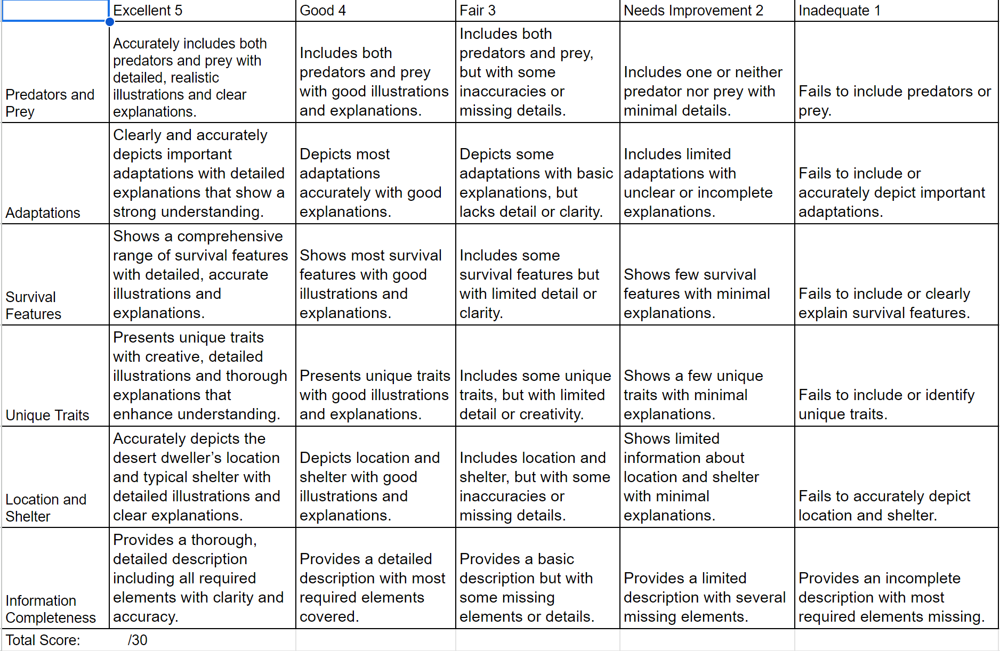 Excellent 5
Good 4
Fair 3
Needs Improvement 2
Inadequate 1
Predators and
Prey
Accurately includes both
predators and prey with
detailed, realistic
illustrations and clear
explanations.
Includes both
predators and prey
with good illustrations
and explanations.
Includes both
predators and prey,
but with some
inaccuracies or
missing details.
Includes one or neither
predator nor prey with
minimal details.
Fails to include predators or
prey.
Adaptations
Clearly and accurately
depicts important
adaptations with detailed
explanations that show a
strong understanding.
Depicts most
adaptations
accurately with good
explanations.
Depicts some
adaptations with basic
explanations, but
lacks detail or clarity.
Includes limited
adaptations with
unclear or incomplete
explanations.
Fails to include or
accurately depict important
adaptations.
Survival
Features
Shows a comprehensive
range of survival features
with detailed, accurate
illustrations and
explanations.
Shows most survival
features with good
illustrations and
explanations.
Includes some
survival features but
with limited detail or
clarity.
Shows few survival
features with minimal
explanations.
Fails to include or clearly
explain survival features.
Unique Traits
Presents unique traits
with creative, detailed
illustrations and thorough
explanations that
enhance understanding.
Presents unique traits
with good illustrations
and explanations.
Includes some unique
traits, but with limited
detail or creativity.
Shows a few unique
traits with minimal
explanations.
Fails to include or identify
unique traits.
Location and
Shelter
Accurately depicts the
desert dweller’s location
and typical shelter with
detailed illustrations and
clear explanations.
Depicts location and
shelter with good
illustrations and
explanations.
Includes location and
shelter, but with some
inaccuracies or
missing details.
Shows limited
information about
location and shelter
with minimal
explanations.
Fails to accurately depict
location and shelter.
Information
Completeness
Provides a thorough,
detailed description
including all required
elements with clarity and
accuracy.
Provides a detailed
description with most
required elements
covered.
Provides a basic
description but with
some missing
elements or details.
Provides a limited
description with several
missing elements.
Provides an incomplete
description with most
required elements missing.
Total Score:
/30